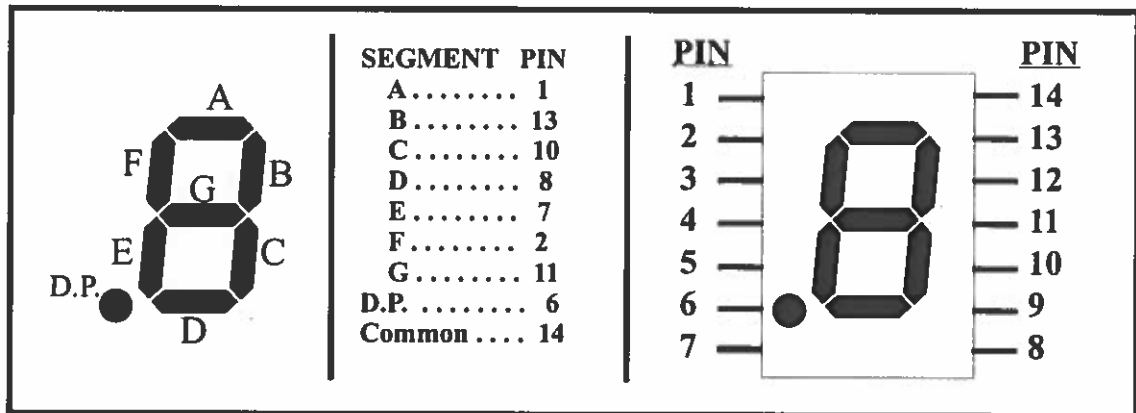 A
F
B
G
E
C
D.P.
D
SEGMENT PIN
A ........ 1
B ........ 13
C ........ 10
D ........ 8
E ........ 7
F ........ 2
G ........ 11
D.P. ........ 6
Common .... 14
PIN
1
2
3
4
5
6
7
PIN
14
13
12
11
10
9
8